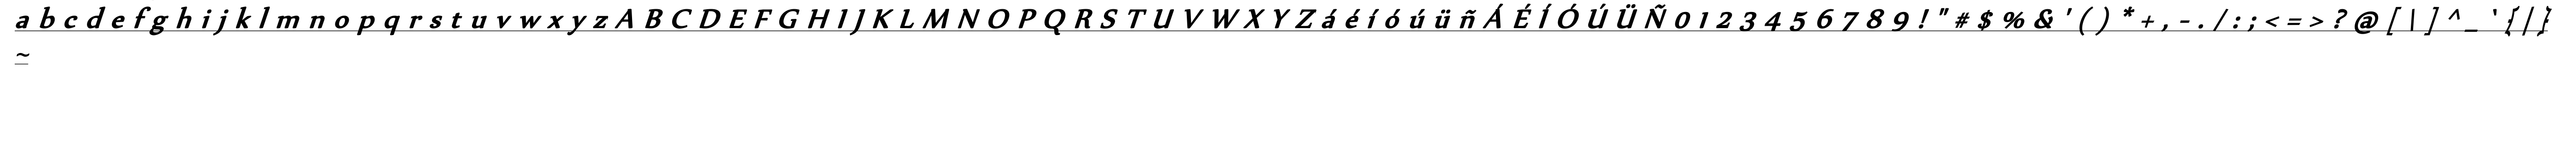 a b c d e f g h i j k l m n o p q r s t u v w x y z A B C D E F G H I J K L M N O P Q R S T U V W X Y Z á é í ó ú ü ñ Á É Í Ó Ú Ü Ñ 0 1 2 3 4 5 6 7 8 9 ! " # $ % & ' ( ) * + , - . / : ; < = > ? @ [ \ ] ^ _ ` { | }
~